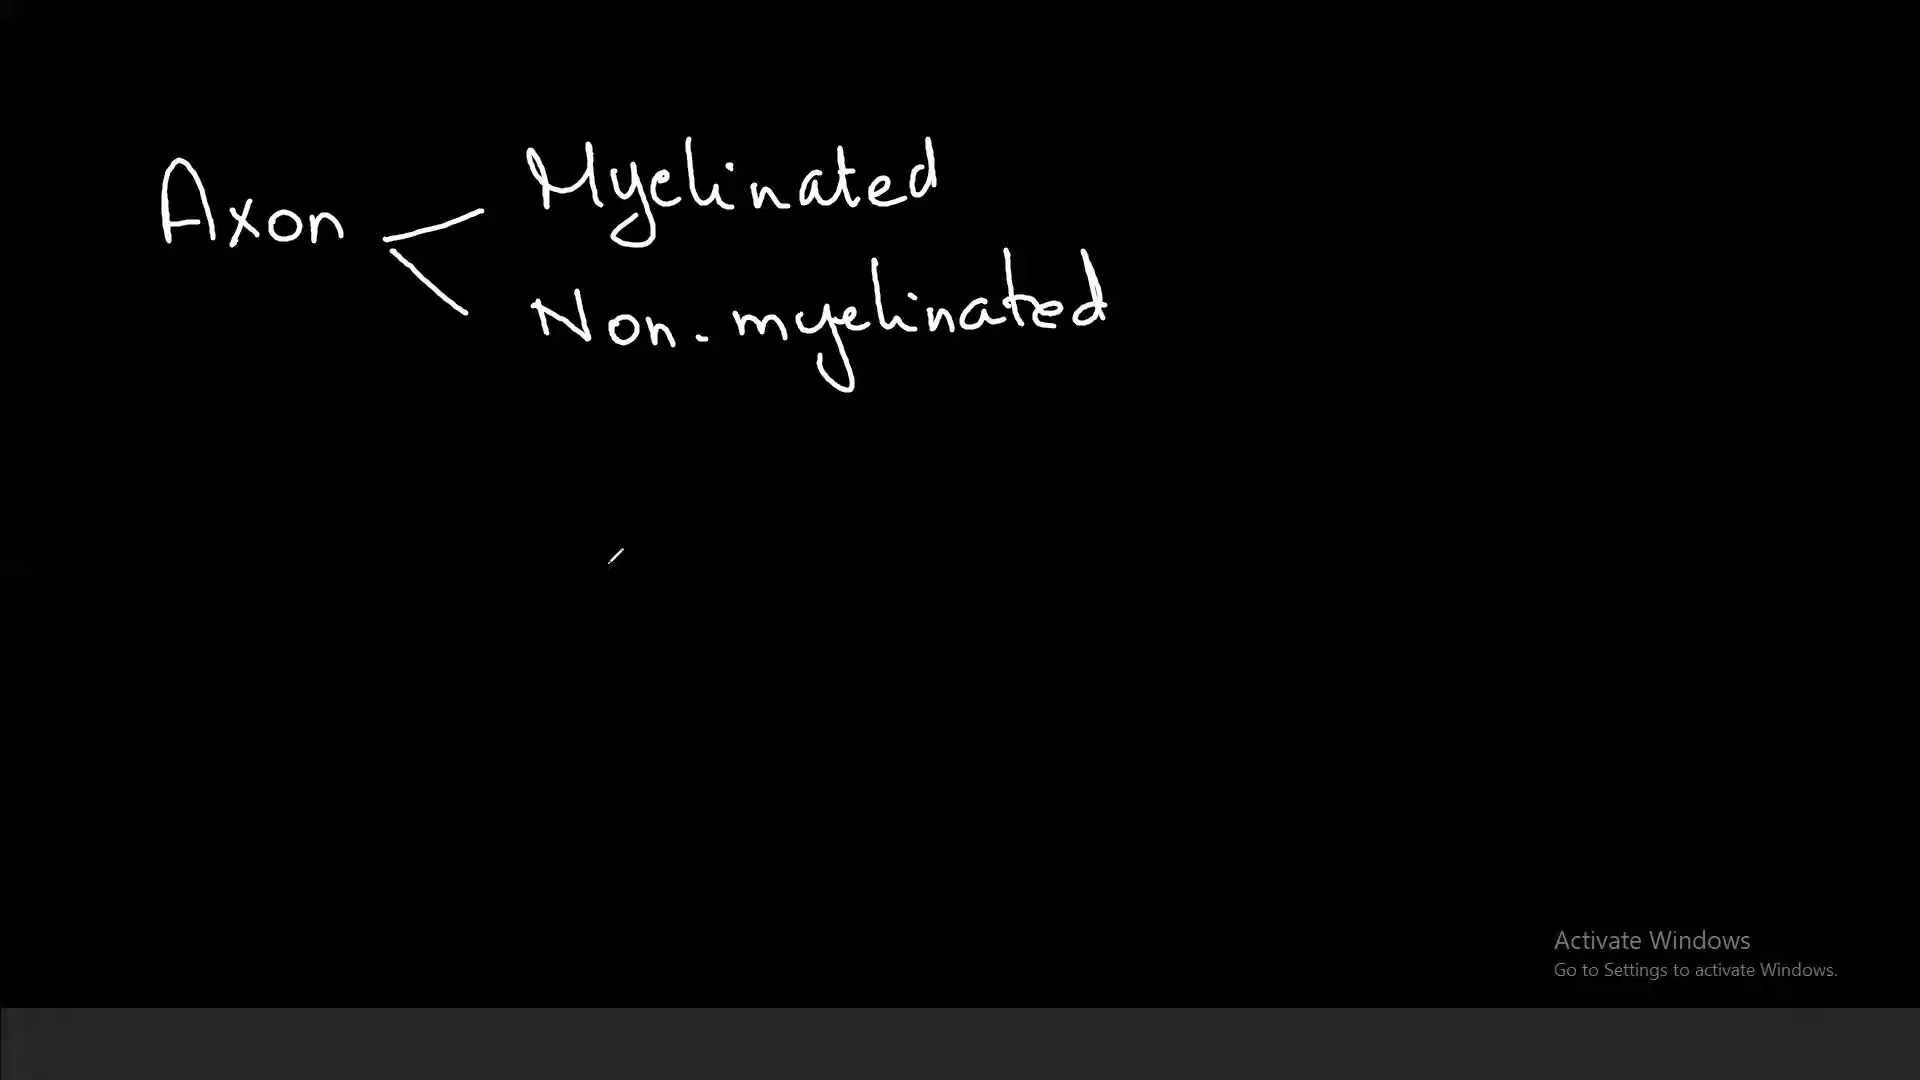 Axon
Myelinated
Non-myelinated
Activate Windows
Go to Settings to activate Windows.